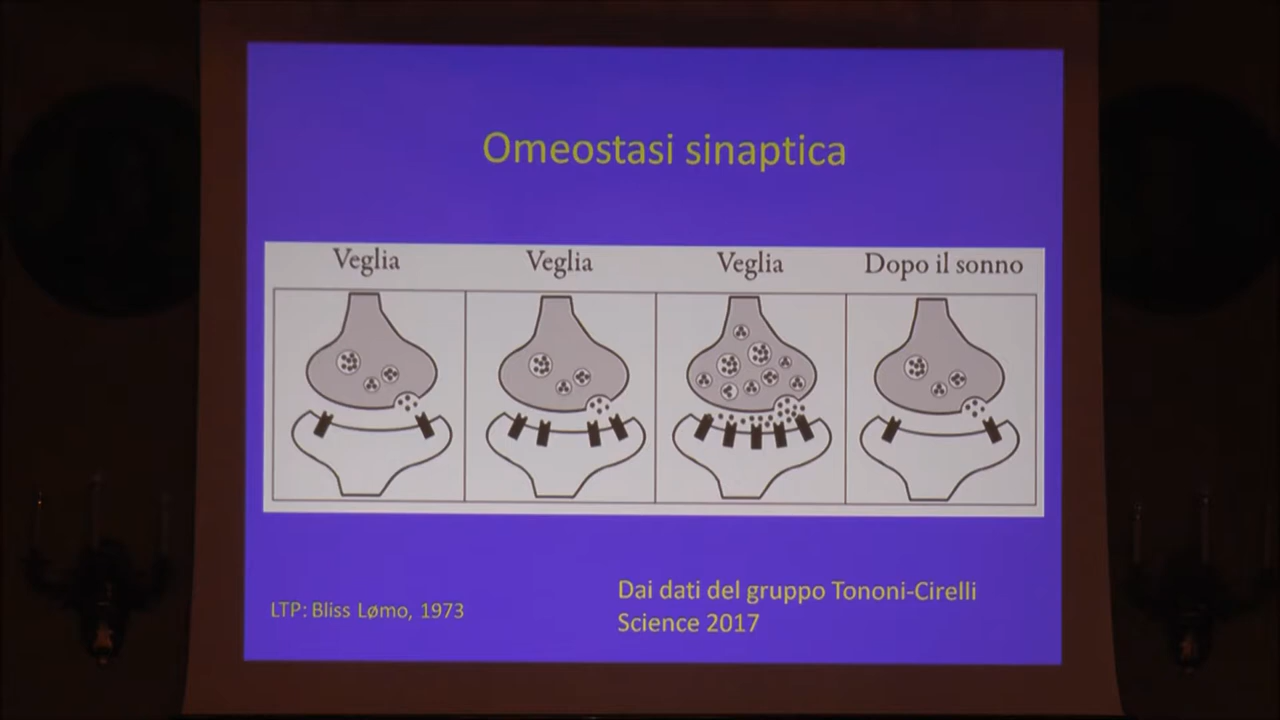 Omeostasi sinaptica
Veglia
Veglia
Veglia
Dopo il sonno
LTP: Bliss Lømo, 1973
Dai dati del gruppo Tononi-Cirelli
Science 2017